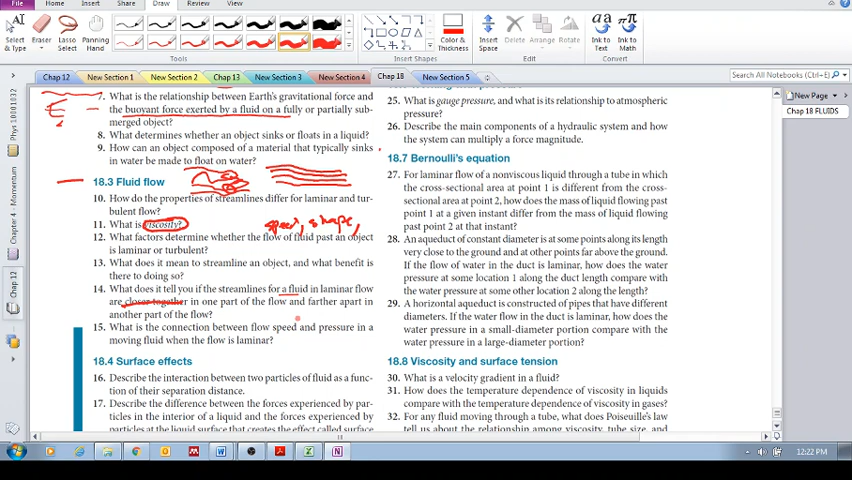 File
Home
Insert
Draw
View
Select & Type
Eraser
Lasso Select
Panning Hand
Color & Thickness
Insert Space
Delete
Arrange
Rotate
Ink to Text
Ink to Math
Tools
Insert Shapes
Edit
Convert
Chap 12
New Section 1
New Section 2
Chap 13
New Section 3
New Section 4
Chap 18
New Section 5
Search All Notebooks (Ctrl+E)
New Page
Chap 18 FLUIDS
Phys 1P01/1P32
Chapter 4 - Momentum
Chap 12
7. What is the relationship between Earth's gravitational force and
the buoyant force exerted by a fluid on a fully or partially sub-
merged object?
8. What determines whether an object sinks or floats in a liquid?
9. How can an object composed of a material that typically sinks
in water be made to float on water?
18.3 Fluid flow
10. How do the properties of streamlines differ for laminar and tur-
bulent flow?
11. What is viscosity?
speed, shape,
12. What factors determine whether the flow of fluid past an object
is laminar or turbulent?
13. What does it mean to streamline an object, and what benefit is
there to doing so?
14. What does it tell you if the streamlines for a fluid in laminar flow
are closer together in one part of the flow and farther apart in
another part of the flow?
15. What is the connection between flow speed and pressure in a
moving fluid when the flow is laminar?
18.4 Surface effects
16. Describe the interaction between two particles of fluid as a func-
tion of their separation distance.
17. Describe the difference between the forces experienced by par-
ticles in the interior of a liquid and the forces experienced by
particles at the liquid surface that creates the effect called surface
25. What is gauge pressure, and what is its relationship to atmospheric
pressure?
26. Describe the main components of a hydraulic system and how
the system can multiply a force magnitude.
18.7 Bernoulli's equation
27. For laminar flow of a nonviscous liquid through a tube in which
the cross-sectional area at point 1 is different from the cross-
sectional area at point 2, how does the mass of liquid flowing past
point 1 at a given instant differ from the mass of liquid flowing
past point 2 at that instant?
28. An aqueduct of constant diameter is at some points along its length
very close to the ground and at other points far above the ground.
If the flow of water in the duct is laminar, how does the water
pressure at some location 1 along the duct length compare with
the water pressure at some other location 2 along the length?
29. A horizontal aqueduct is constructed of pipes that have different
diameters. If the water flow in the duct is laminar, how does the
water pressure in a small-diameter portion compare with the
water pressure in a large-diameter portion?
18.8 Viscosity and surface tension
30. What is a velocity gradient in a fluid?
31. How does the temperature dependence of viscosity in liquids
compare with the temperature dependence of viscosity in gases?
32. For any fluid moving through a tube, what does Poiseuille's law
tell us about the relationship among viscosity, tube size, and
12:22 PM